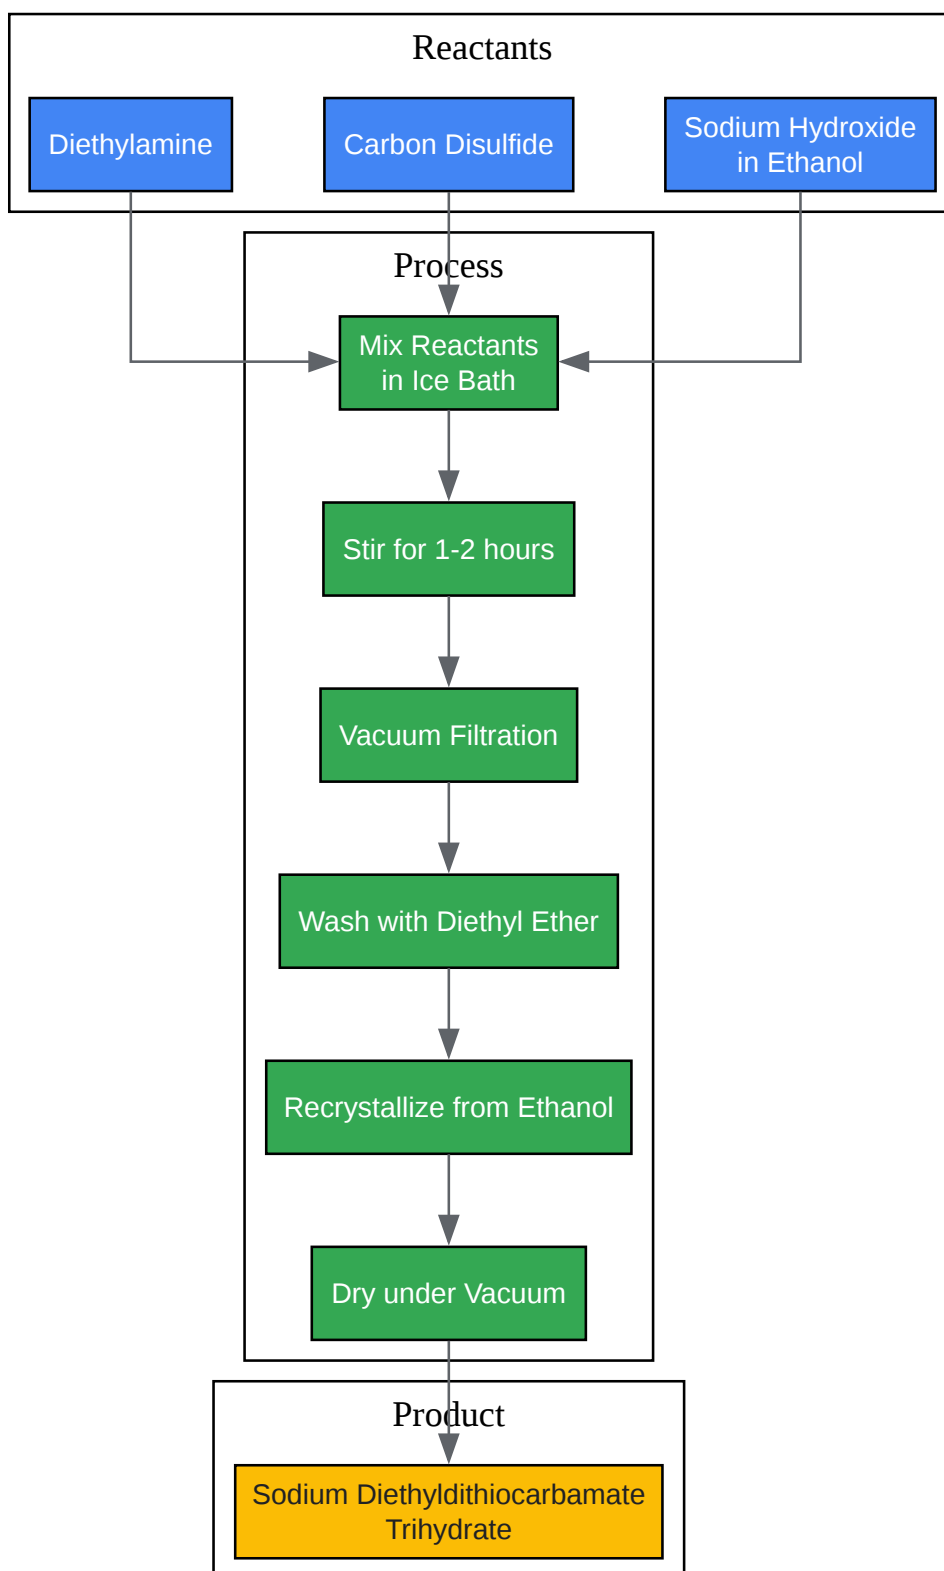 Reactants
Diethylamine
Carbon Disulfide
Sodium Hydroxide
in Ethanol
Process
Mix Reactants
in Ice Bath
Stir for 1-2 hours
Vacuum Filtration
Wash with Diethyl Ether
Recrystallize from Ethanol
Dry under Vacuum
Product
Sodium Diethyldithiocarbamate
Trihydrate